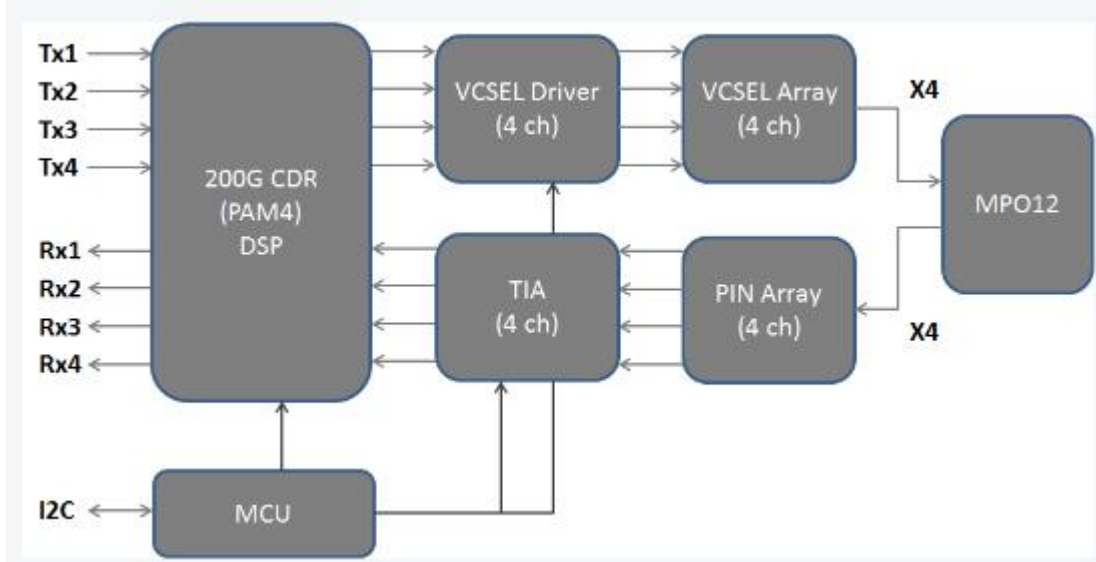 Tx1
Tx2
Tx3
Tx4
Rx1
Rx2
Rx3
Rx4
I2C
200G CDR
(PAM4)
DSP
VCSEL Driver
(4 ch)
VCSEL Array
(4 ch)
X4
MPO12
TIA
(4 ch)
PIN Array
(4 ch)
X4
MCU